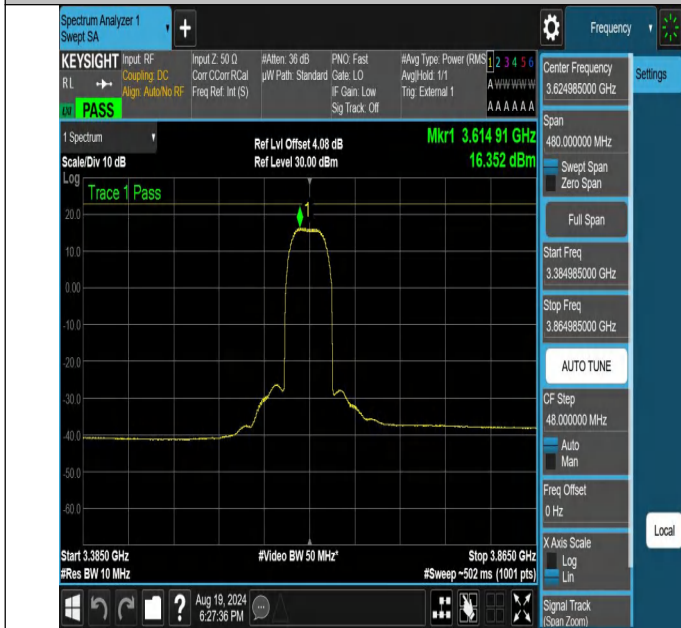 Spectrum Analyzer 1
Swept SA
+
Frequency
KEYSIGHT
RL
PASS
Input: RF
Coupling: DC
Align: Auto/No RF
Input Z: 50 Ω
Corr CCorr RCal
Freq Ref: Int (S)
#Atten: 36 dB
µW Path: Standard
PNO: Fast
Gate: LO
IF Gain: Low
Sig Track: Off
#Avg Type: Power (RMS
Avg|Hold: 1/1
Trig: External 1
1 2 3 4 5 6
A W W W W W
A A A A A A
1 Spectrum
Scale/Div 10 dB
Ref Lvl Offset 4.08 dB
Ref Level 30.00 dBm
Mkr1 3.614 91 GHz
16.352 dBm
Log
Trace 1 Pass
1
20.0
10.0
0.00
-10.0
-20.0
-30.0
-40.0
-50.0
-60.0
Start 3.3850 GHz
#Res BW 10 MHz
#Video BW 50 MHz*
Stop 3.8650 GHz
#Sweep ~502 ms (1001 pts)
?
Aug 19, 2024
6:27:36 PM
Center Frequency
3.624985000 GHz
Settings
Span
480.000000 MHz
Swept Span
Zero Span
Full Span
Start Freq
3.384985000 GHz
Stop Freq
3.864985000 GHz
AUTO TUNE
CF Step
48.000000 MHz
Auto
Man
Freq Offset
0 Hz
Local
X Axis Scale
Log
Lin
Signal Track
(Span Zoom)